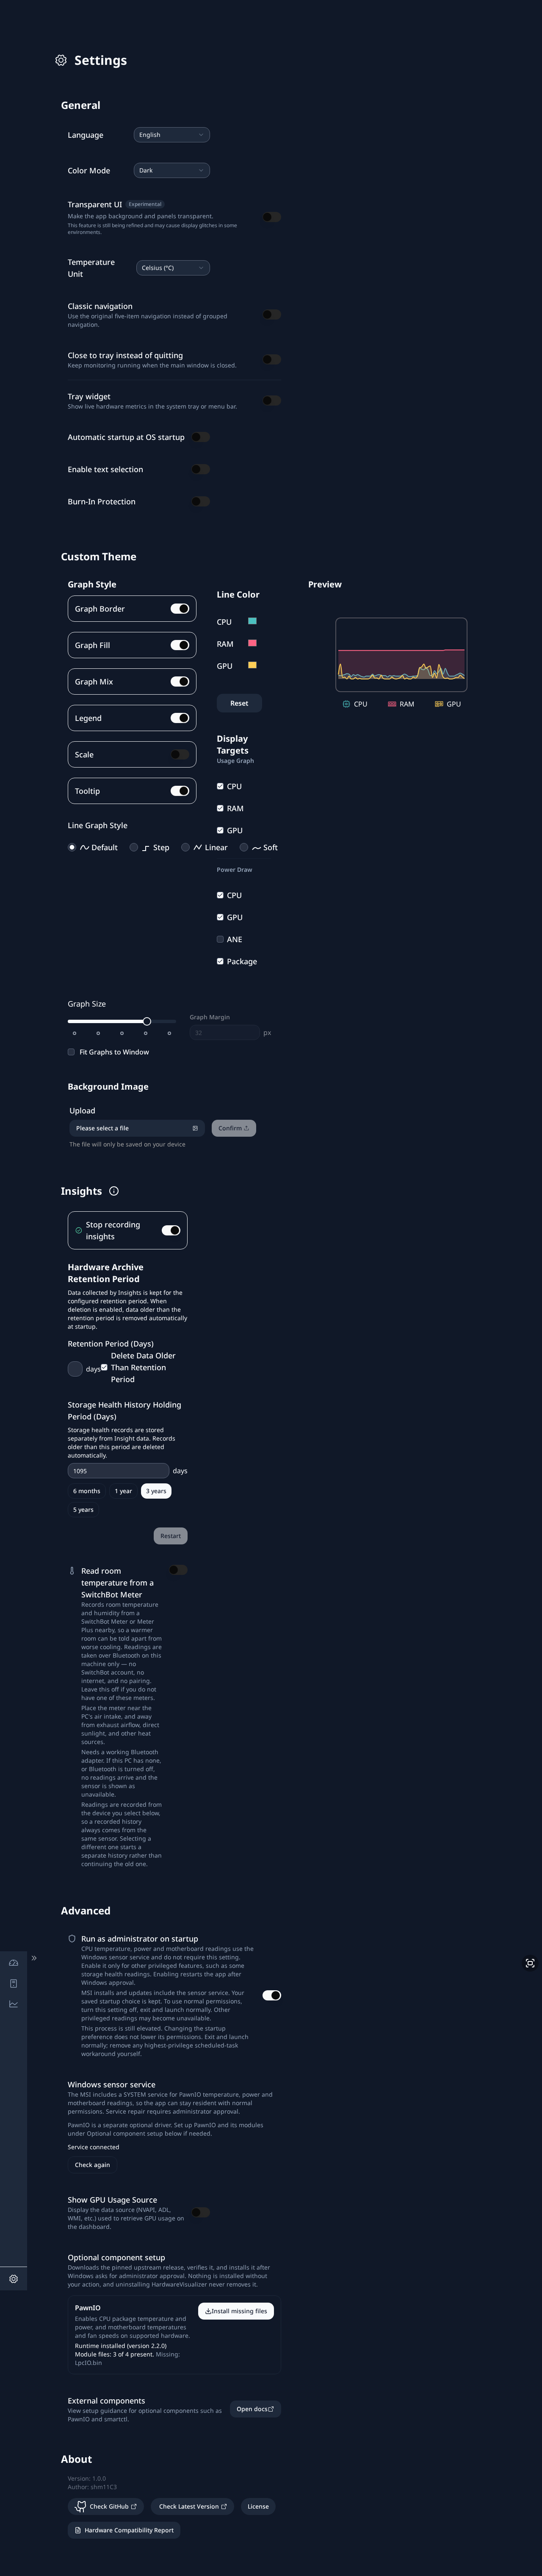 Settings
General
Language
English
Color Mode
Dark
Transparent UI Experimental
Make the app background and panels transparent.
This feature is still being refined and may cause display glitches in some
environments.
Temperature
Unit
Celsius (°C)
Classic navigation
Use the original five-item navigation instead of grouped
navigation.
Close to tray instead of quitting
Keep monitoring running when the main window is closed.
Tray widget
Show live hardware metrics in the system tray or menu bar.
Automatic startup at OS startup
Enable text selection
Burn-In Protection
Custom Theme
Graph Style
Graph Border
Graph Fill
Graph Mix
Legend
Scale
Tooltip
Line Graph Style
Default Step Linear Soft
Line Color
CPU
RAM
GPU
Reset
Display
Targets
Usage Graph
CPU
RAM
GPU
Power Draw
CPU
GPU
ANE
Package
Preview
CPU RAM GPU
Graph Size
Graph Margin
32 px
Fit Graphs to Window
Background Image
Upload
Please select a file
Confirm
The file will only be saved on your device
Insights
Stop recording
insights
Hardware Archive
Retention Period
Data collected by Insights is kept for the
configured retention period. When
deletion is enabled, data older than the
retention period is removed automatically
at startup.
Retention Period (Days)
days
Delete Data Older
Than Retention
Period
Storage Health History Holding
Period (Days)
Storage health records are stored
separately from Insight data. Records
older than this period are deleted
automatically.
1095 days
6 months 1 year 3 years
5 years
Restart
Read room
temperature from a
SwitchBot Meter
Records room temperature
and humidity from a
SwitchBot Meter or Meter
Plus nearby, so a warmer
room can be told apart from
worse cooling. Readings are
taken over Bluetooth on this
machine only — no
SwitchBot account, no
internet, and no pairing.
Leave this off if you do not
have one of these meters.
Place the meter near the
PC's air intake, and away
from exhaust airflow, direct
sunlight, and other heat
sources.
Needs a working Bluetooth
adapter. If this PC has none,
or Bluetooth is turned off,
no readings arrive and the
sensor is shown as
unavailable.
Readings are recorded from
the device you select below,
so a recorded history
always comes from the
same sensor. Selecting a
different one starts a
separate history rather than
continuing the old one.
Advanced
Run as administrator on startup
CPU temperature, power and motherboard readings use the
Windows sensor service and do not require this setting.
Enable it only for other privileged features, such as some
storage health readings. Enabling restarts the app after
Windows approval.
MSI installs and updates include the sensor service. Your
saved startup choice is kept. To use normal permissions,
turn this setting off, exit and launch normally. Other
privileged readings may become unavailable.
This process is still elevated. Changing the startup
preference does not lower its permissions. Exit and launch
normally; remove any highest-privilege scheduled-task
workaround yourself.
Windows sensor service
The MSI includes a SYSTEM service for PawnIO temperature, power and
motherboard readings, so the app can stay resident with normal
permissions. Service repair requires administrator approval.
PawnIO is a separate optional driver. Set up PawnIO and its modules
under Optional component setup below if needed.
Service connected
Check again
Show GPU Usage Source
Display the data source (NVAPI, ADL,
WMI, etc.) used to retrieve GPU usage on
the dashboard.
Optional component setup
Downloads the pinned upstream release, verifies it, and installs it after
Windows asks for administrator approval. Nothing is installed without
your action, and uninstalling HardwareVisualizer never removes it.
PawnIO
Install missing files
Enables CPU package temperature and
power, and motherboard temperatures
and fan speeds on supported hardware.
Runtime installed (version 2.2.0)
Module files: 3 of 4 present. Missing:
LpcIO.bin
External components
View setup guidance for optional components such as
PawnIO and smartctl.
Open docs
About
Version: 1.0.0
Author: shm11C3
Check GitHub Check Latest Version License
Hardware Compatibility Report